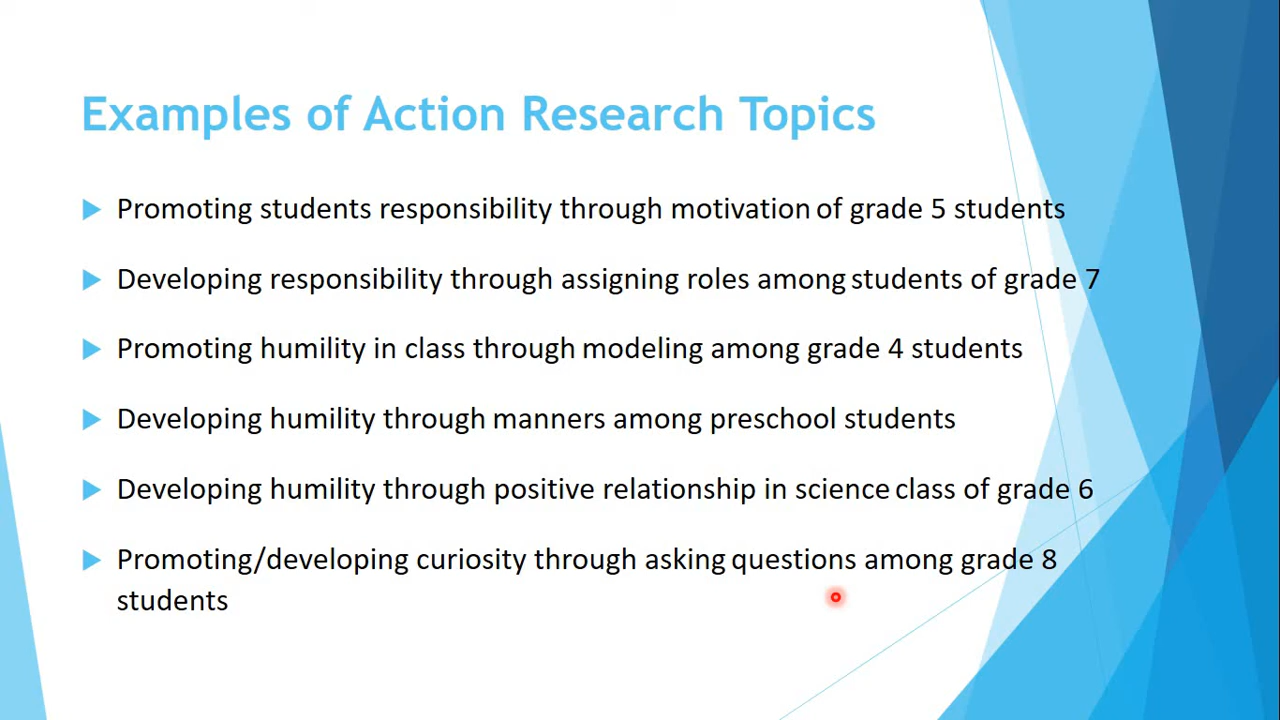 Examples of Action Research Topics
Promoting students responsibility through motivation of grade 5 students
Developing responsibility through assigning roles among students of grade 7
Promoting humility in class through modeling among grade 4 students
Developing humility through manners among preschool students
Developing humility through positive relationship in science class of grade 6
Promoting/developing curiosity through asking questions among grade 8
students